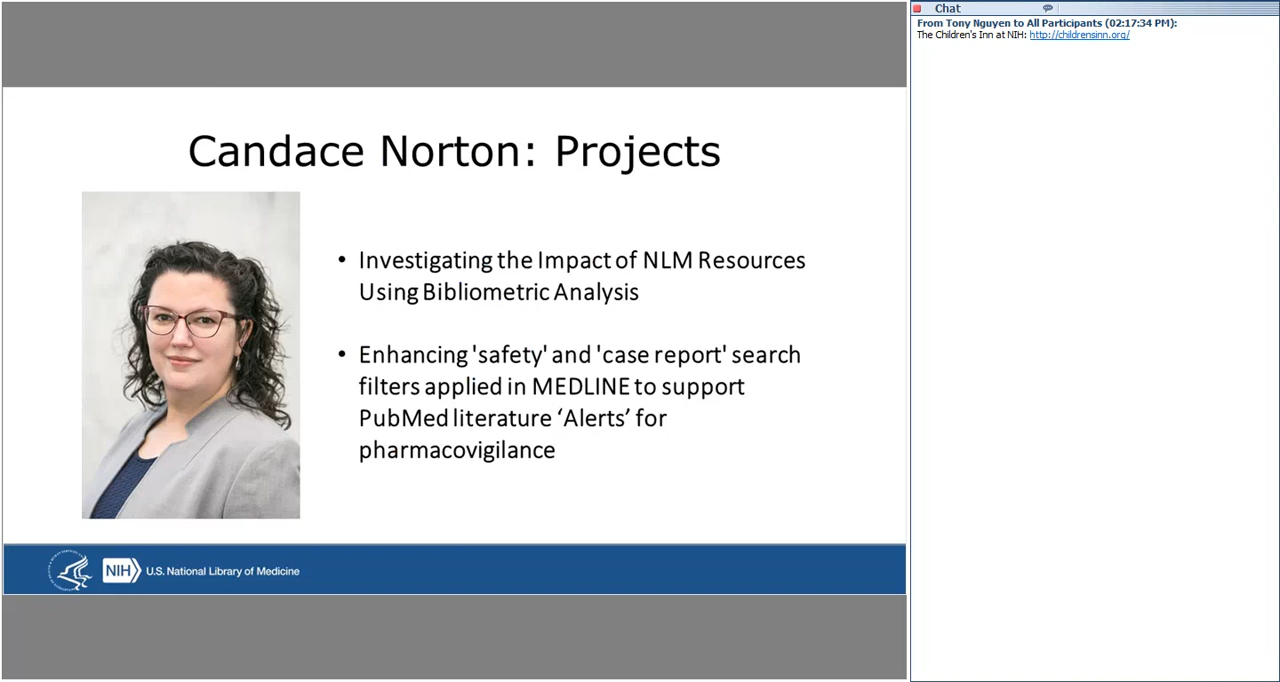 Candace Norton: Projects
• Investigating the Impact of NLM Resources
Using Bibliometric Analysis
• Enhancing 'safety' and 'case report' search
filters applied in MEDLINE to support
PubMed literature ‘Alerts’ for
pharmacovigilance
NIH U.S. National Library of Medicine
Chat
From Tony Nguyen to All Participants (02:17:34 PM):
The Children's Inn at NIH: http://childrensinn.org/